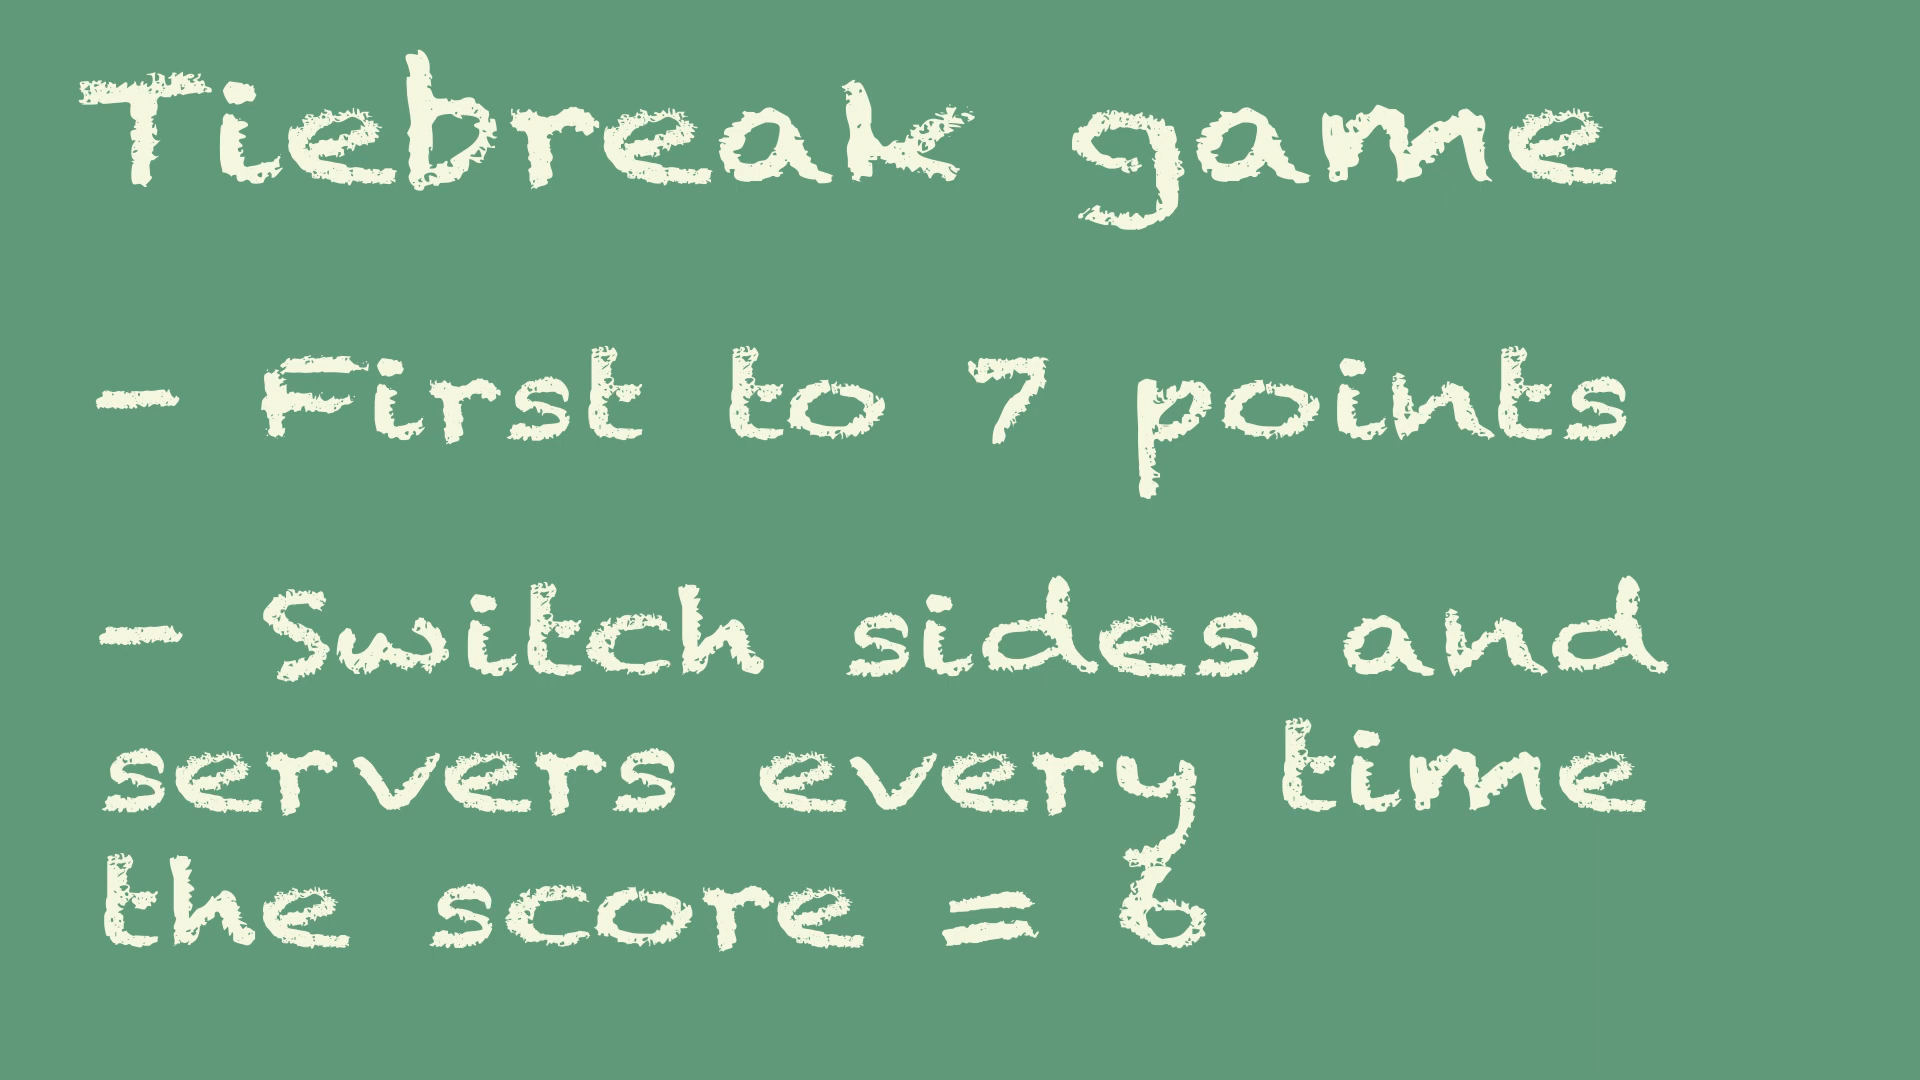 Tiebreak game
- First to 7 points
- Switch sides and
servers every time
the score = 6